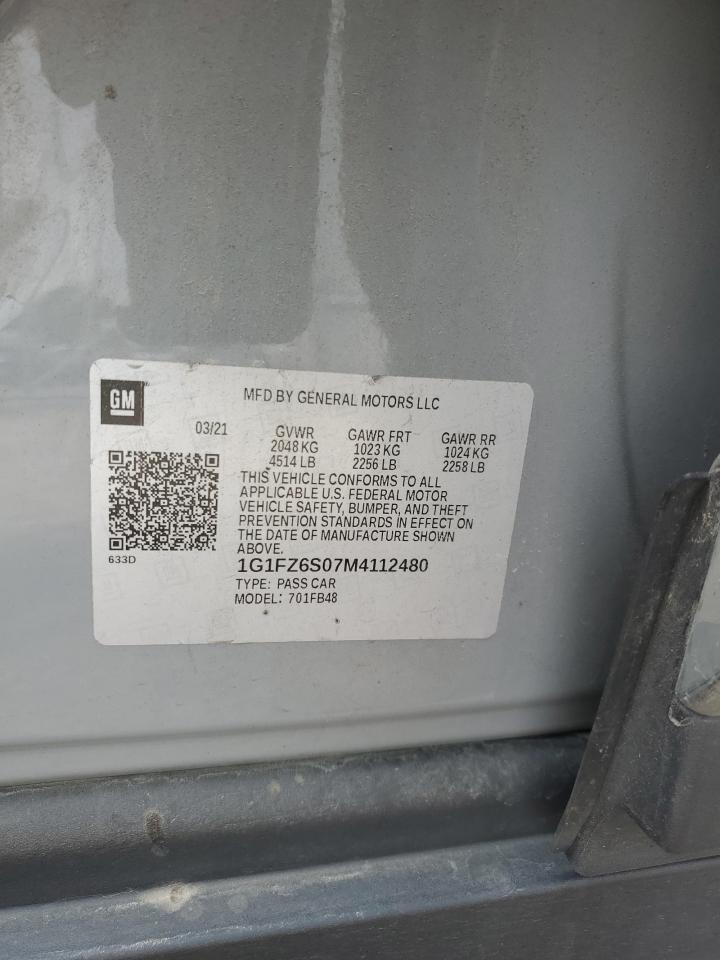 GM
MFD BY GENERAL MOTORS LLC
03/21 GVWR GAWR FRT GAWR RR
2048 KG 1023 KG 1024 KG
4514 LB 2256 LB 2258 LB
THIS VEHICLE CONFORMS TO ALL
APPLICABLE U.S. FEDERAL MOTOR
VEHICLE SAFETY, BUMPER, AND THEFT
PREVENTION STANDARDS IN EFFECT ON
THE DATE OF MANUFACTURE SHOWN
ABOVE.
633D
1G1FZ6S07M4112480
TYPE: PASS CAR
MODEL: 701FB48